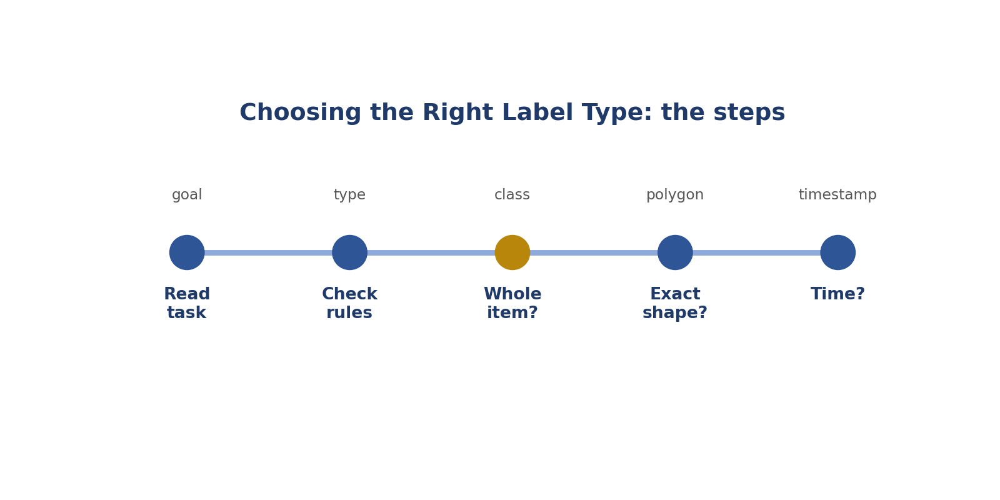 Choosing the Right Label Type: the steps
goal
type
class
polygon
timestamp
Read
task
Check
rules
Whole
item?
Exact
shape?
Time?